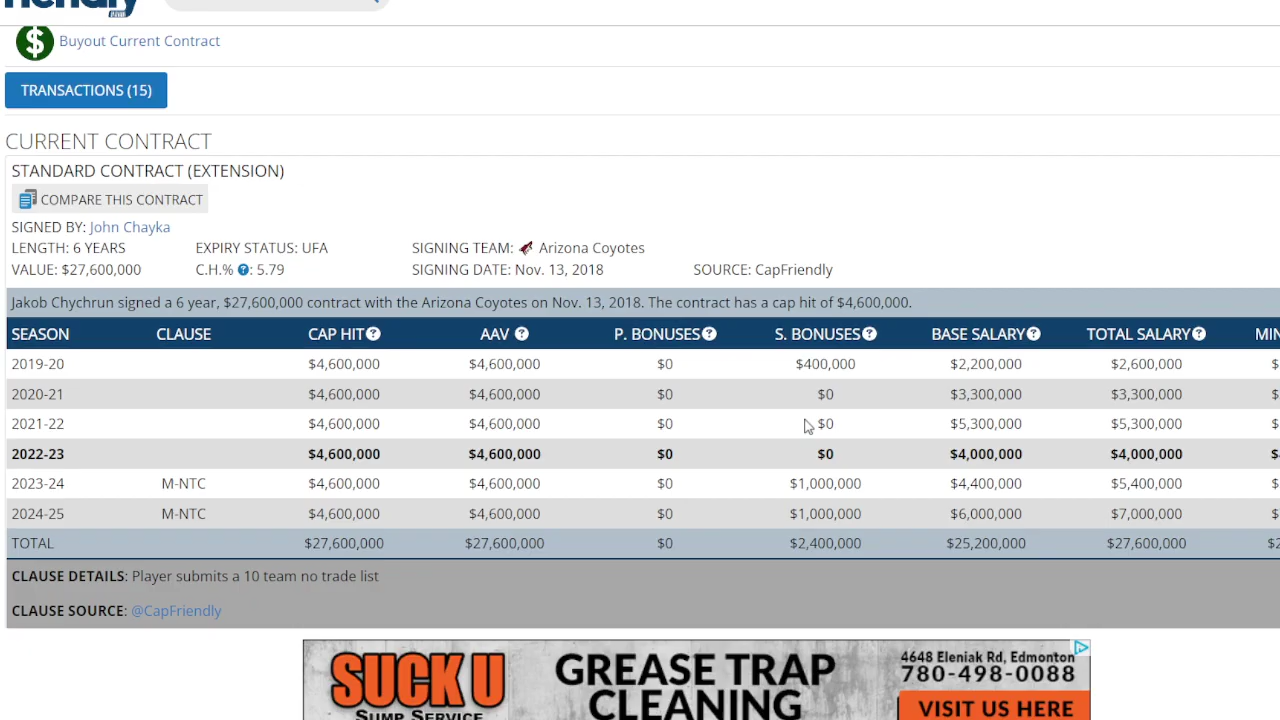 Buyout Current Contract
TRANSACTIONS (15)
CURRENT CONTRACT
STANDARD CONTRACT (EXTENSION)
COMPARE THIS CONTRACT
SIGNED BY: John Chayka
LENGTH: 6 YEARS EXPIRY STATUS: UFA SIGNING TEAM: Arizona Coyotes
VALUE: $27,600,000 C.H.% ?: 5.79 SIGNING DATE: Nov. 13, 2018 SOURCE: CapFriendly
Jakob Chychrun signed a 6 year, $27,600,000 contract with the Arizona Coyotes on Nov. 13, 2018. The contract has a cap hit of $4,600,000.
SEASON CLAUSE CAP HIT? AAV ? P. BONUSES? S. BONUSES? BASE SALARY? TOTAL SALARY? MIN
2019-20 $4,600,000 $4,600,000 $0 $400,000 $2,200,000 $2,600,000 $
2020-21 $4,600,000 $4,600,000 $0 $0 $3,300,000 $3,300,000 $
2021-22 $4,600,000 $4,600,000 $0 $0 $5,300,000 $5,300,000 $
2022-23 $4,600,000 $4,600,000 $0 $0 $4,000,000 $4,000,000 $
2023-24 M-NTC $4,600,000 $4,600,000 $0 $1,000,000 $4,400,000 $5,400,000 $
2024-25 M-NTC $4,600,000 $4,600,000 $0 $1,000,000 $6,000,000 $7,000,000 $
TOTAL $27,600,000 $27,600,000 $0 $2,400,000 $25,200,000 $27,600,000 $2
CLAUSE DETAILS: Player submits a 10 team no trade list
CLAUSE SOURCE: @CapFriendly
SUCK U
SUMP SERVICE
GREASE TRAP
CLEANING
4648 Eleniak Rd, Edmonton
780-498-0088
VISIT US HERE